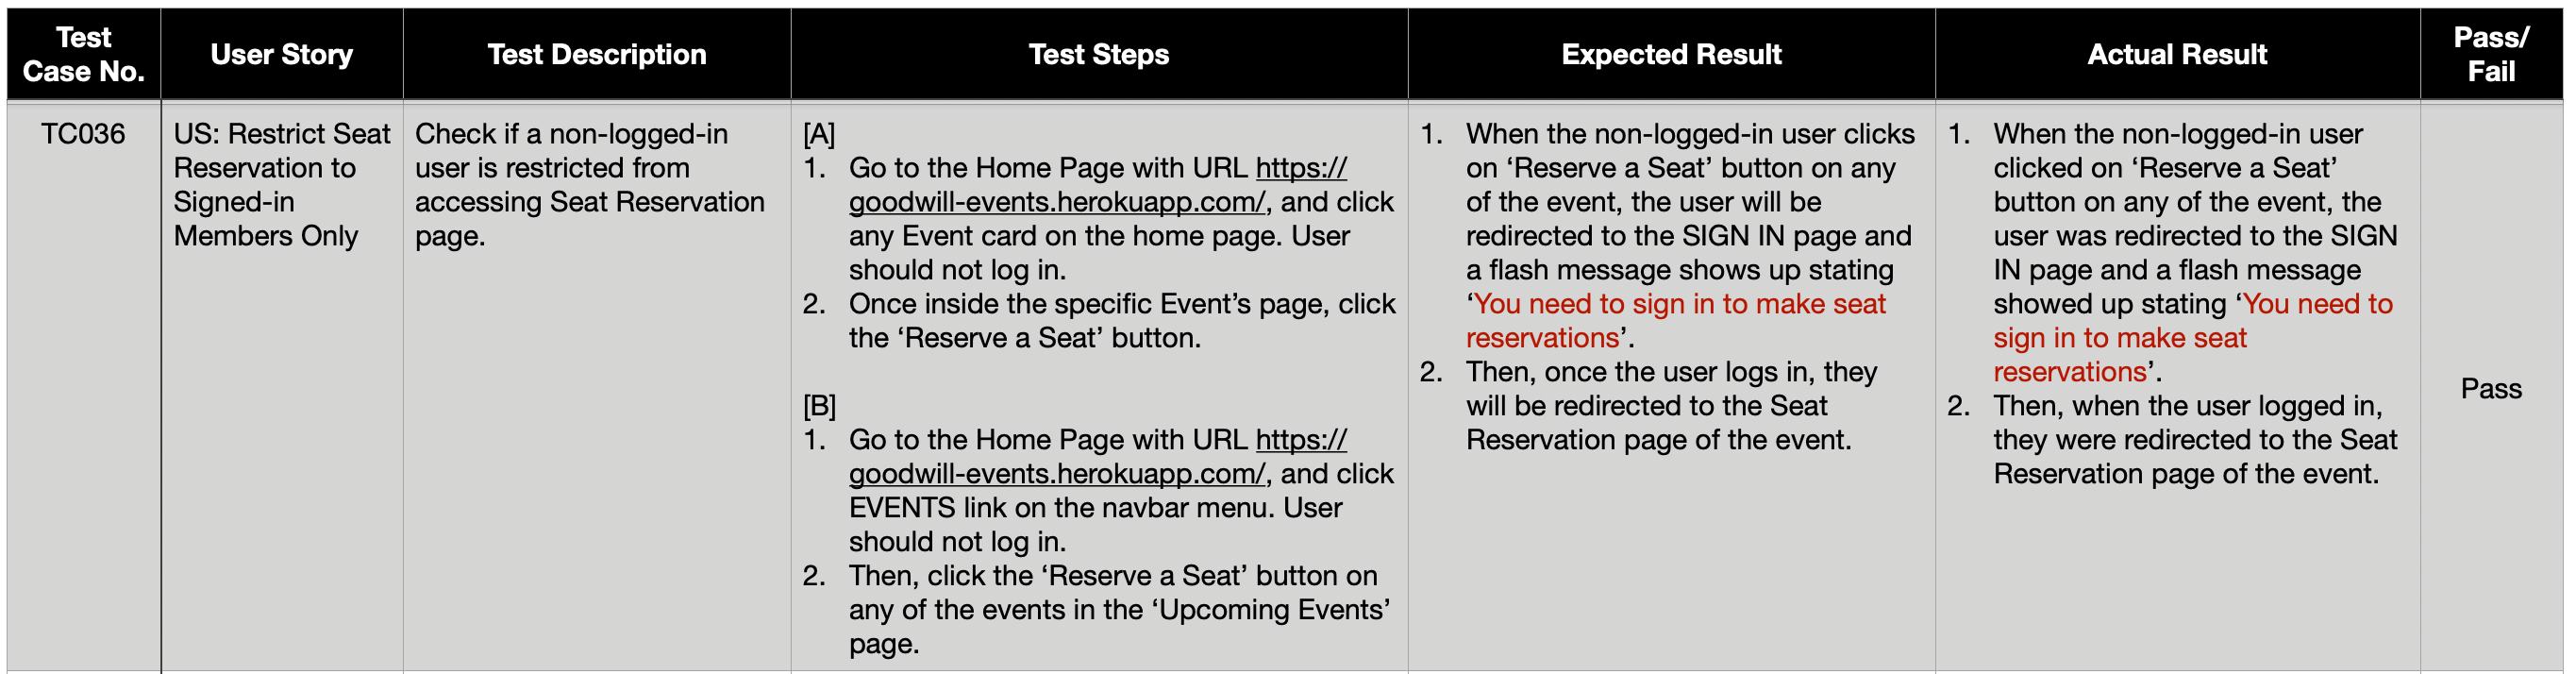 Test
Case No.
User Story
Test Description
Test Steps
Expected Result
Actual Result
Pass/
Fail
TC036
US: Restrict Seat
Reservation to
Signed-in
Members Only
Check if a non-logged-in
user is restricted from
accessing Seat Reservation
page.
[A]
1. Go to the Home Page with URL https://
goodwill-events.herokuapp.com/, and click
any Event card on the home page. User
should not log in.
2. Once inside the specific Event’s page, click
the ‘Reserve a Seat’ button.
[B]
1. Go to the Home Page with URL https://
goodwill-events.herokuapp.com/, and click
EVENTS link on the navbar menu. User
should not log in.
2. Then, click the ‘Reserve a Seat’ button on
any of the events in the ‘Upcoming Events’
page.
1. When the non-logged-in user clicks
on ‘Reserve a Seat’ button on any
of the event, the user will be
redirected to the SIGN IN page and
a flash message shows up stating
‘You need to sign in to make seat
reservations’.
2. Then, once the user logs in, they
will be redirected to the Seat
Reservation page of the event.
1. When the non-logged-in user
clicked on ‘Reserve a Seat’
button on any of the event, the
user was redirected to the SIGN
IN page and a flash message
showed up stating ‘You need to
sign in to make seat
reservations’.
2. Then, when the user logged in,
they were redirected to the Seat
Reservation page of the event.
Pass